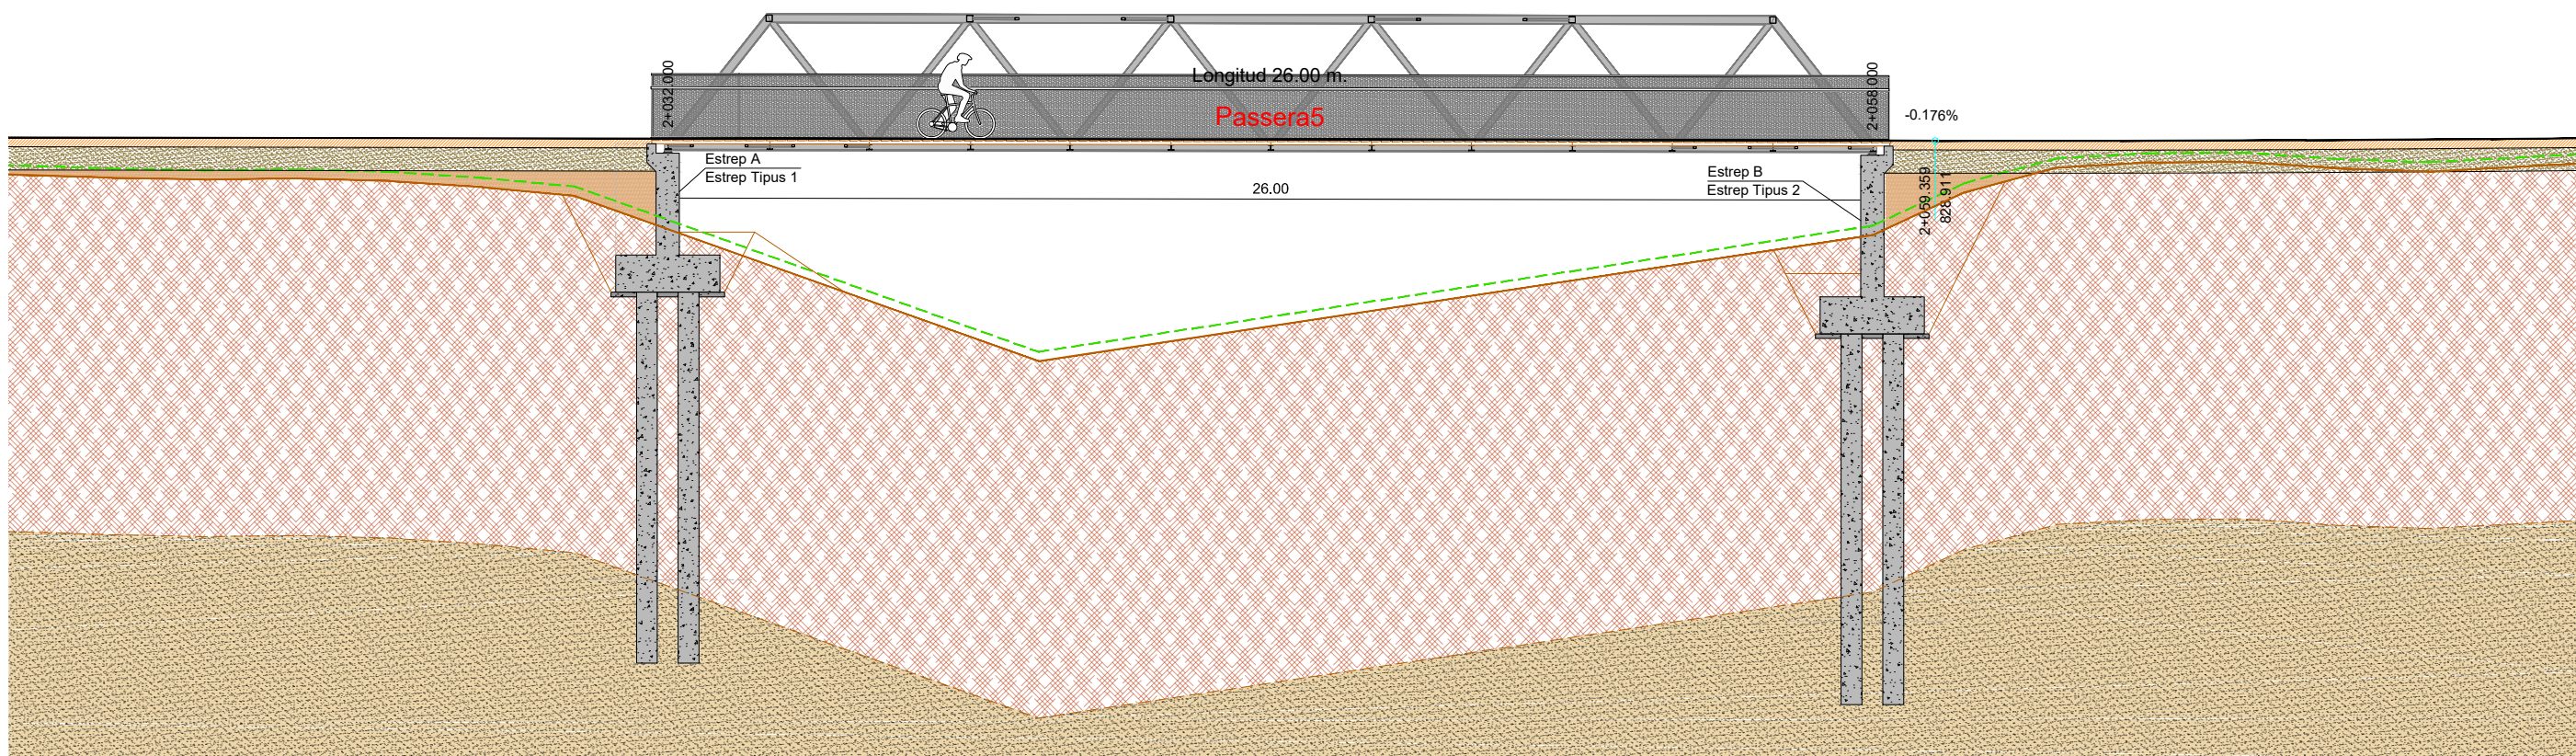 2+032.000
Longitud 26.00 m.
Passera5
2+058.000
-0.176%
Estrep A
Estrep Tipus 1
26.00
Estrep B
Estrep Tipus 2
2+059.359
828.911